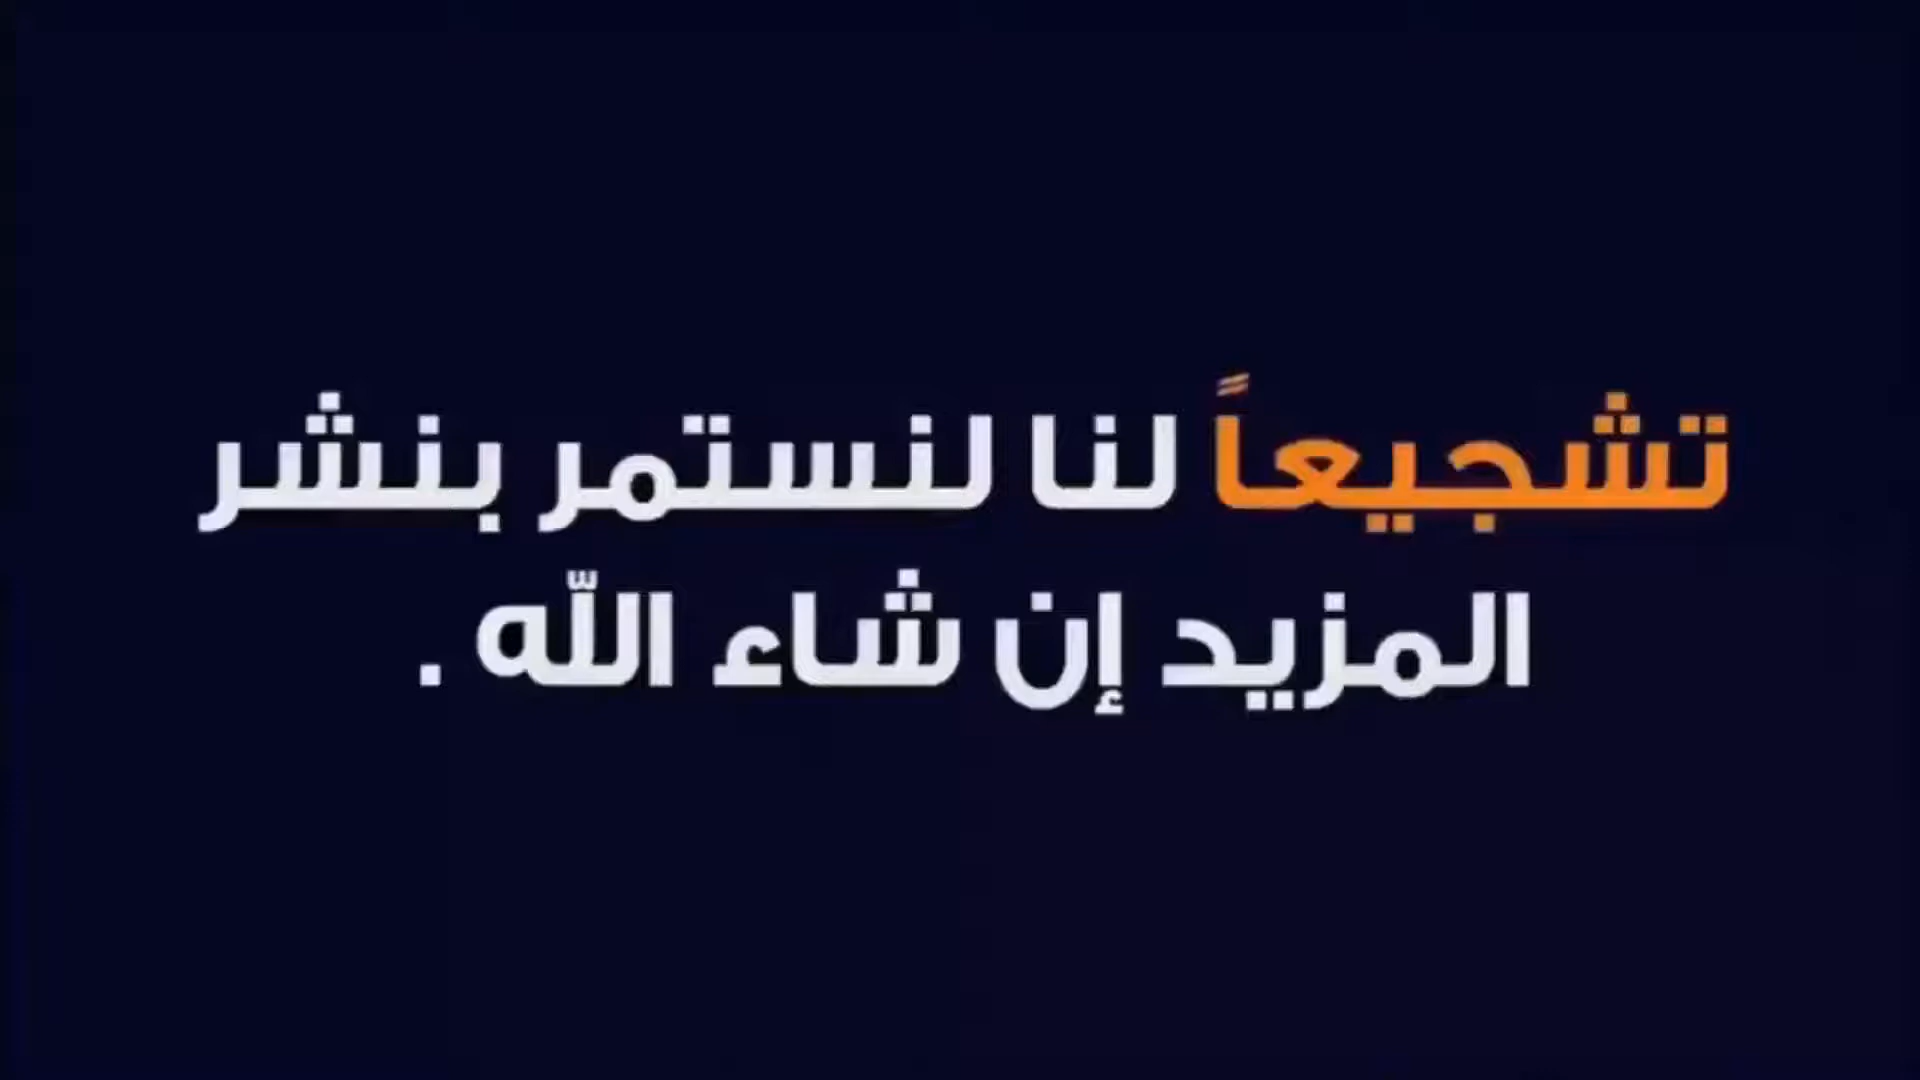 تشجيعاً لنا لنستمر بنشر
المزيد إن شاء الله .